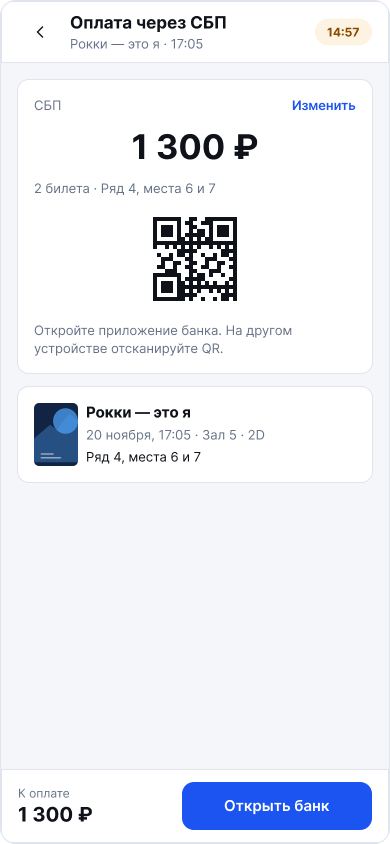 Оплата через СБП
Рокки — это я · 17:05
14:57
СБП
Изменить
1 300 ₽
2 билета · Ряд 4, места 6 и 7
Откройте приложение банка. На другом
устройстве отсканируйте QR.
Рокки — это я
20 ноября, 17:05 · Зал 5 · 2D
Ряд 4, места 6 и 7
К оплате
1 300 ₽
Открыть банк